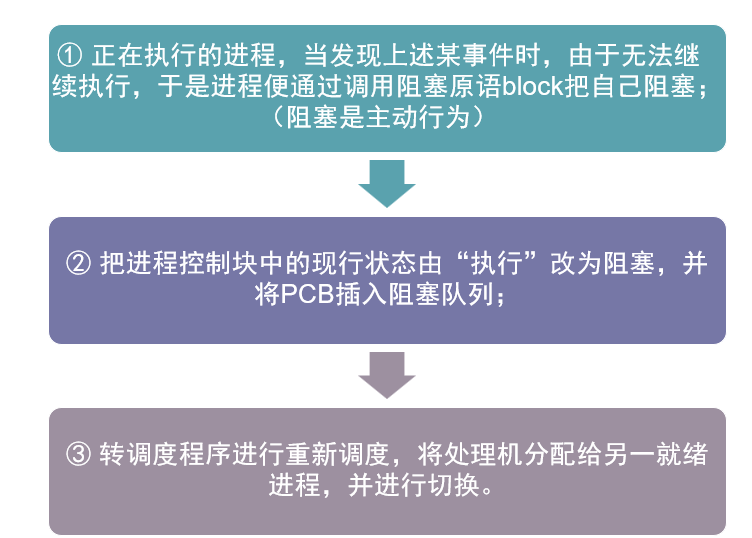 ① 正在执行的进程，当发现上述某事件时，由于无法继
续执行，于是进程便通过调用阻塞原语block把自己阻塞；
（阻塞是主动行为）
② 把进程控制块中的现行状态由“执行”改为阻塞，并
将PCB插入阻塞队列；
③ 转调度程序进行重新调度，将处理机分配给另一就绪
进程，并进行切换。